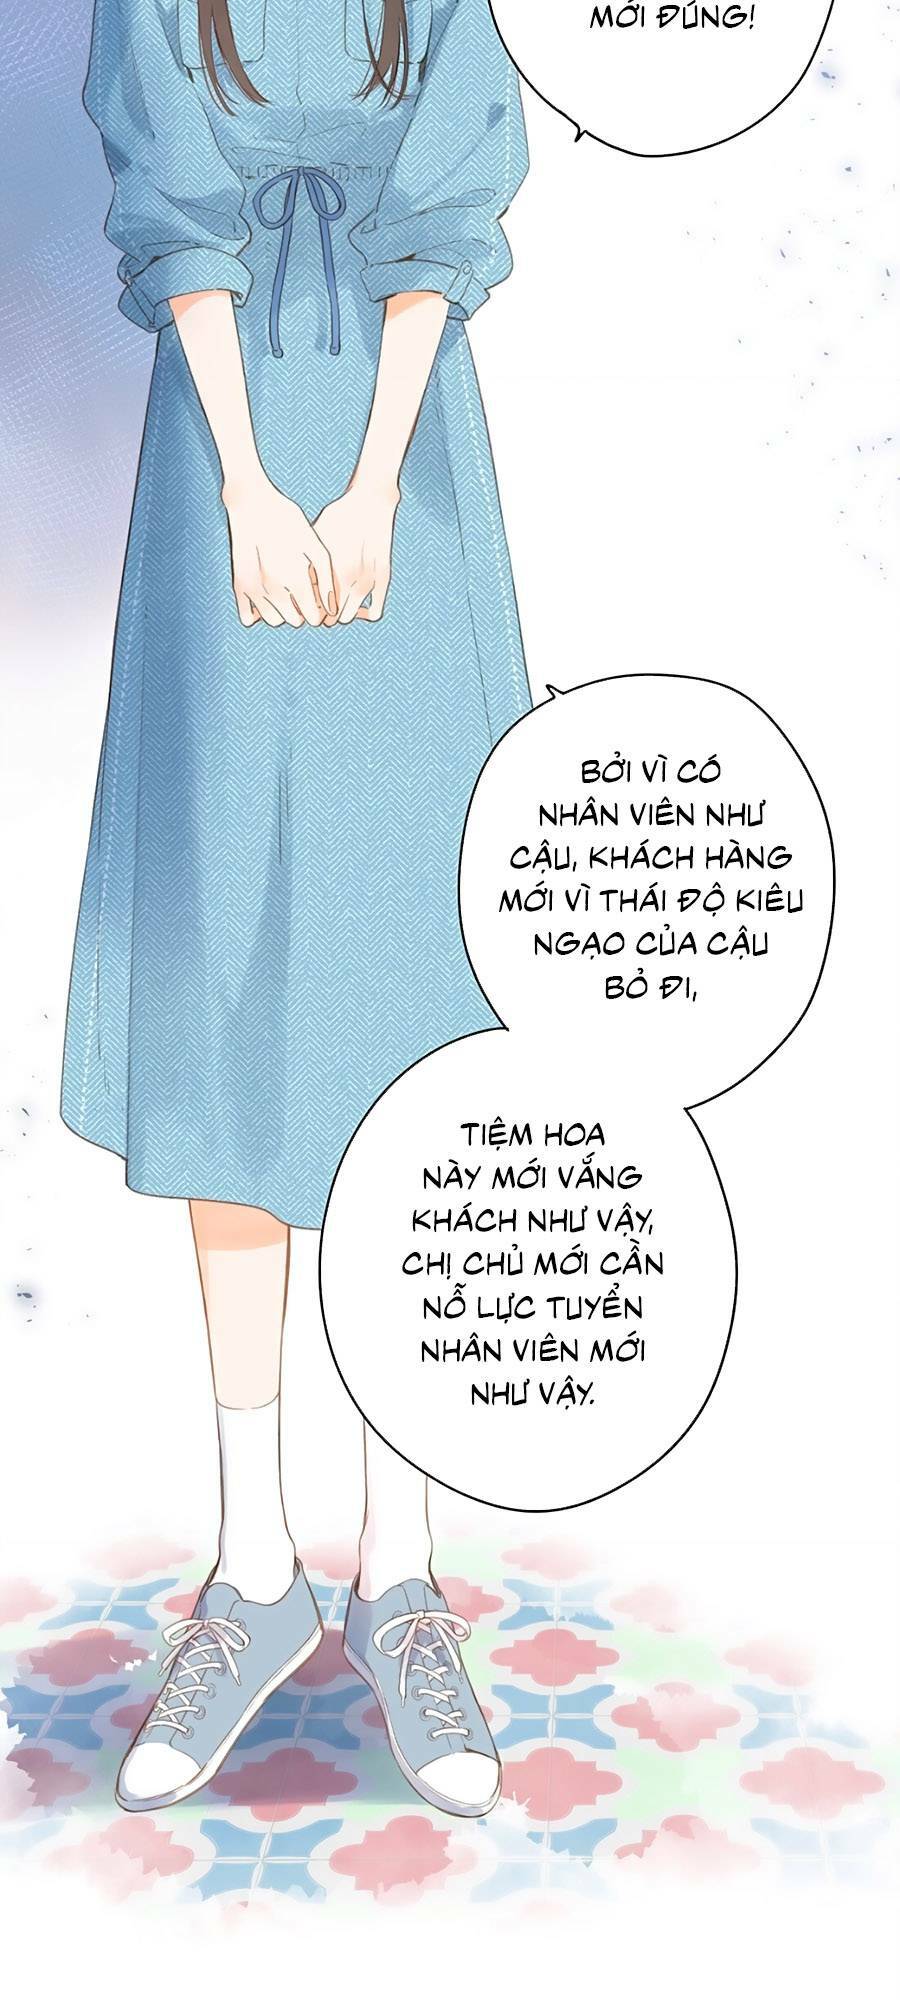 MỚI ĐÚNG!
BỞI VÌ CÓ
NHÂN VIÊN NHƯ
CẬU, KHÁCH HÀNG
MỚI VÌ THÁI ĐỘ KIÊU
NGẠO CỦA CẬU
BỎ ĐI,
TIỆM HOA
NÀY MỚI VẮNG
KHÁCH NHƯ VẬY,
CHỊ CHỦ MỚI CẦN
NỖ LỰC TUYỂN
NHÂN VIÊN MỚI
NHƯ VẬY.